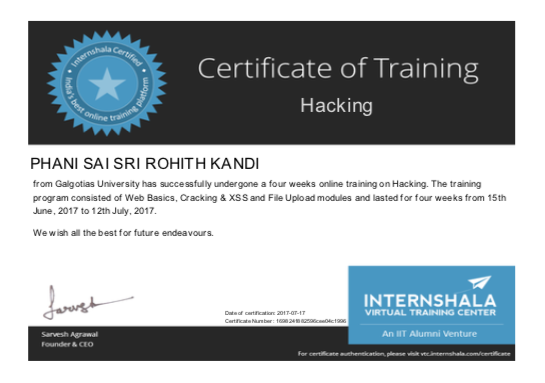 Internshala Certified
India's best online training platform
Certificate of Training
Hacking
PHANI SAI SRI ROHITH KANDI
from Galgotias University has successfully undergone a four weeks online training on Hacking. The training
program consisted of Web Basics, Cracking & XSS and File Upload modules and lasted for four weeks from 15th
June, 2017 to 12th July, 2017.
We wish all the best for future endeavours.
Sarvesh
Date of certification: 2017-07-17
Certificate Number :
INTERNSHALA
VIRTUAL TRAINING CENTER
An IIT Alumni Venture
Sarvesh Agrawal
Founder & CEO
For certificate authentication, please visit vtc.internshala.com/certificate